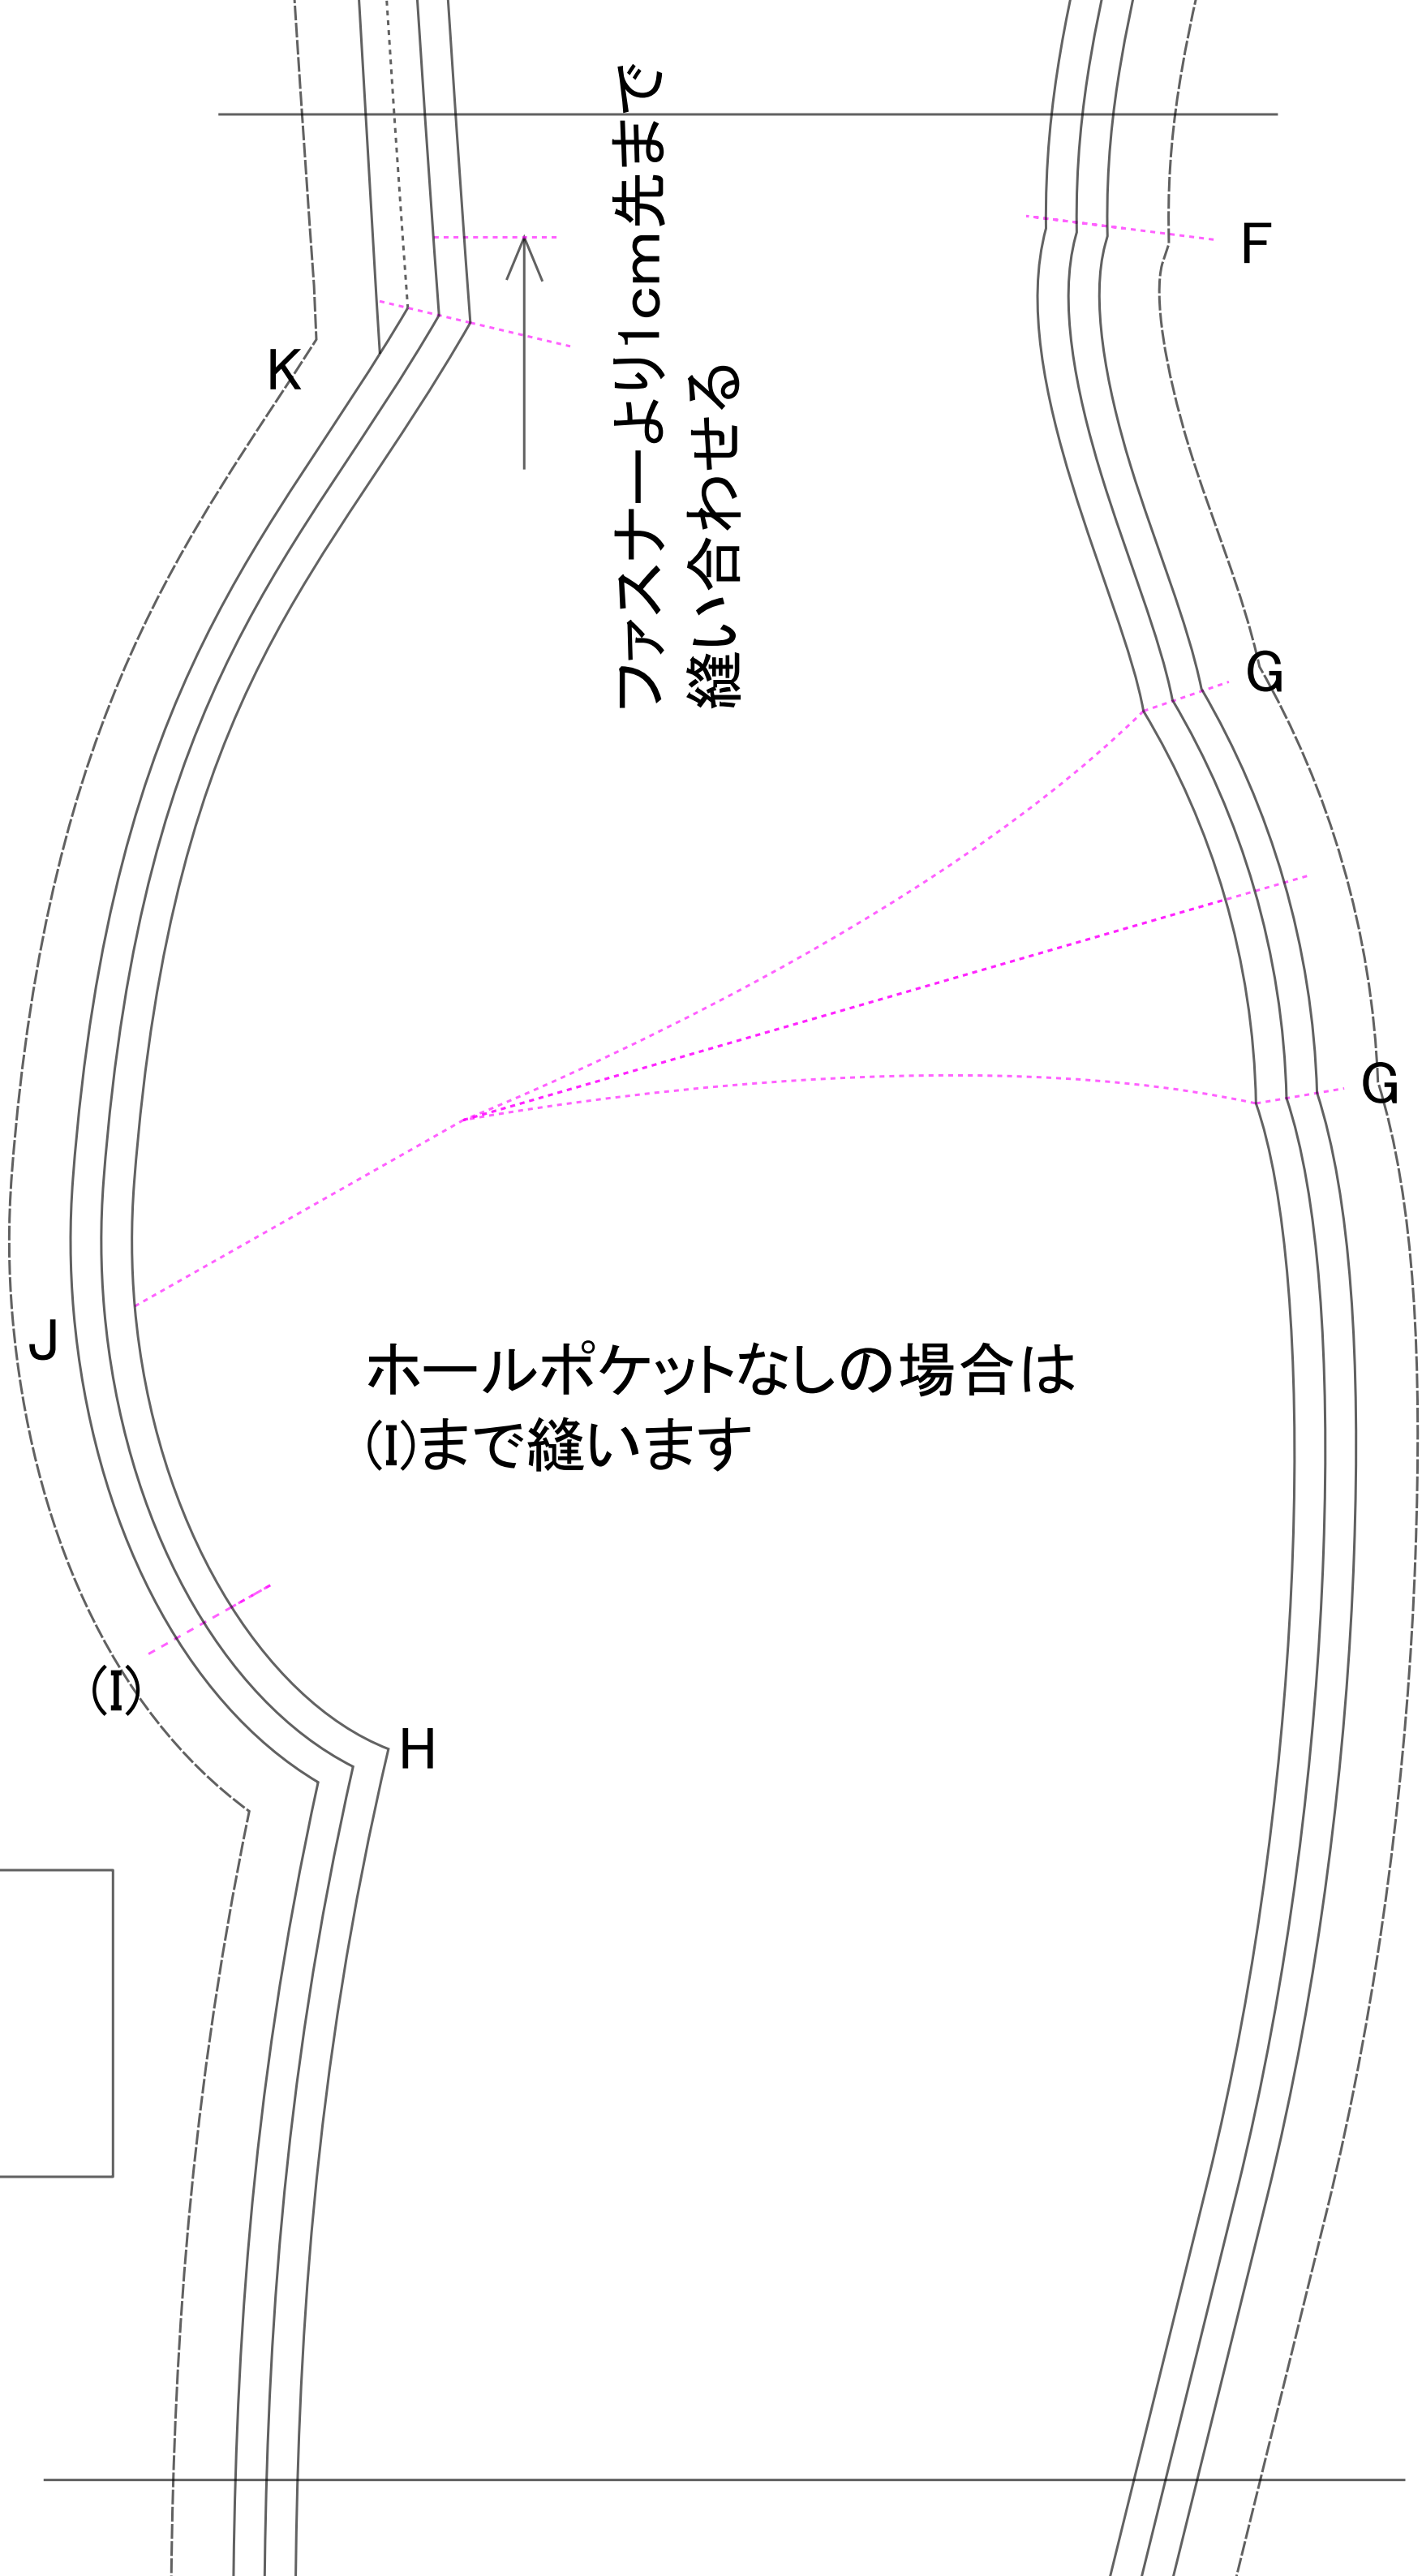 ファスナーより1cm先まで
縫い合わせる
F
K
G
G
J
ホールポケットなしの場合は
(I)まで縫います
(I)
H